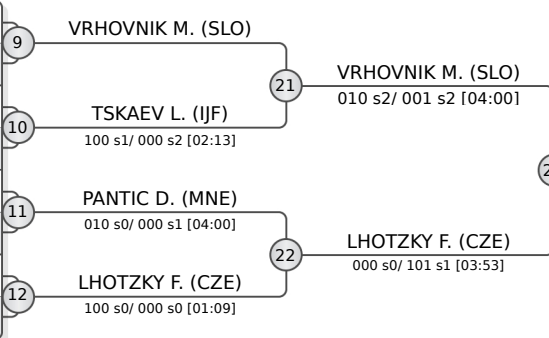 VRHOVNIK M. (SLO)
9
21
VRHOVNIK M. (SLO)
010 s2/ 001 s2 [04:00]
TSKAEV L. (IJF)
10
100 s1/ 000 s2 [02:13]
PANTIC D. (MNE)
11
010 s0/ 000 s1 [04:00]
22
LHOTZKY F. (CZE)
000 s0/ 101 s1 [03:53]
LHOTZKY F. (CZE)
12
100 s0/ 000 s0 [01:09]